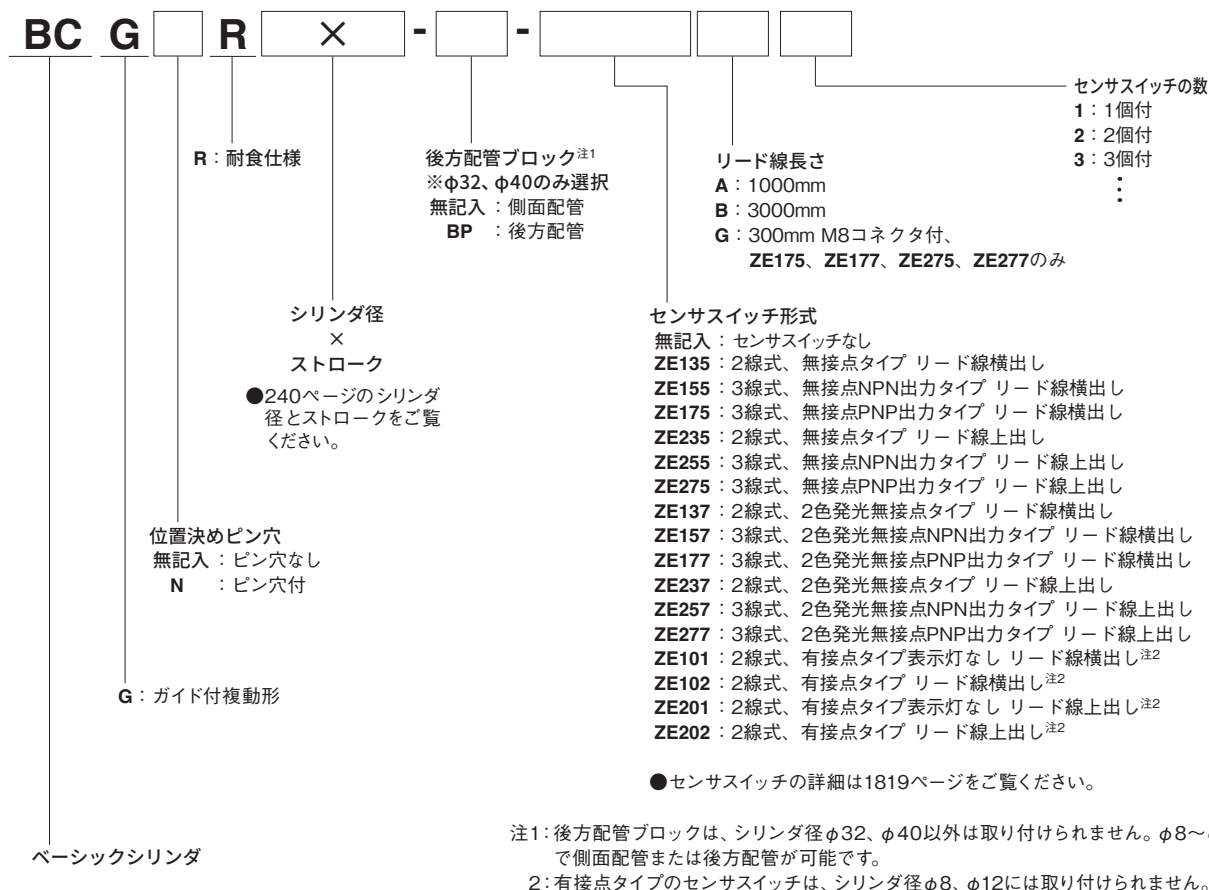 BC G R × - -
センサスイッチの数
1：1個付
2：2個付
3：3個付
⋮
R：耐食仕様
後方配管ブロック注1
※φ32、φ40のみ選択
無記入：側面配管
BP ：後方配管
リード線長さ
A：1000mm
B：3000mm
G：300mm M8コネクタ付、
ZE175、ZE177、ZE275、ZE277のみ
シリンダ径
×
ストローク
●240ページのシリンダ
径とストロークをご覧
ください。
センサスイッチ形式
無記入：センサスイッチなし
ZE135：2線式、無接点タイプ リード線横出し
ZE155：3線式、無接点NPN出力タイプ リード線横出し
ZE175：3線式、無接点PNP出力タイプ リード線横出し
ZE235：2線式、無接点タイプ リード線上出し
ZE255：3線式、無接点NPN出力タイプ リード線上出し
ZE275：3線式、無接点PNP出力タイプ リード線上出し
ZE137：2線式、2色発光無接点タイプ リード線横出し
ZE157：3線式、2色発光無接点NPN出力タイプ リード線横出し
ZE177：3線式、2色発光無接点PNP出力タイプ リード線横出し
ZE237：2線式、2色発光無接点タイプ リード線上出し
ZE257：3線式、2色発光無接点NPN出力タイプ リード線上出し
ZE277：3線式、2色発光無接点PNP出力タイプ リード線上出し
ZE101：2線式、有接点タイプ表示灯なし リード線横出し注2
ZE102：2線式、有接点タイプ リード線横出し注2
ZE201：2線式、有接点タイプ表示灯なし リード線上出し注2
ZE202：2線式、有接点タイプ リード線上出し注2
●センサスイッチの詳細は1819ページをご覧ください。
位置決めピン穴
無記入：ピン穴なし
N ：ピン穴付
G：ガイド付複動形
ベーシックシリンダ
注1：後方配管ブロックは、シリンダ径φ32、φ40以外は取り付けられません。φ8～
で側面配管または後方配管が可能です。
2：有接点タイプのセンサスイッチは、シリンダ径φ8、φ12には取り付けられません。